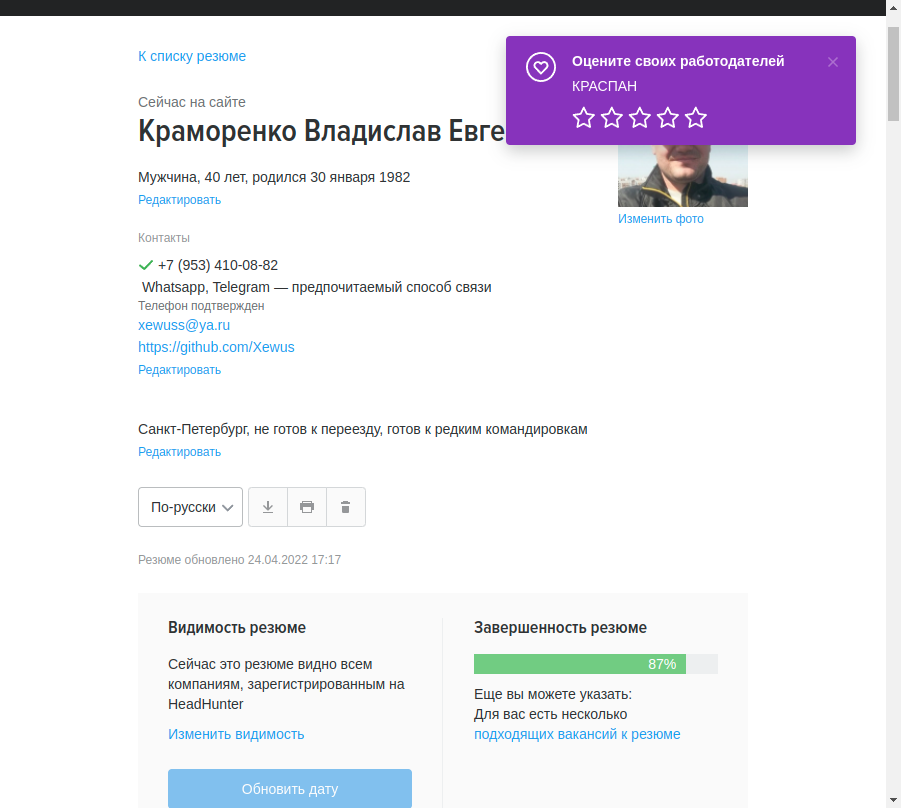 К списку резюме
Оцените своих работодателей
КРАСПАН
Сейчас на сайте
Краморенко Владислав Евге
Мужчина, 40 лет, родился 30 января 1982
Редактировать
Изменить фото
Контакты
+7 (953) 410-08-82
Whatsapp, Telegram — предпочитаемый способ связи
Телефон подтвержден
xewuss@ya.ru
https://github.com/Xewus
Редактировать
Санкт-Петербург, не готов к переезду, готов к редким командировкам
Редактировать
По-русски
Резюме обновлено 24.04.2022 17:17
Видимость резюме
Сейчас это резюме видно всем
компаниям, зарегистрированным на
HeadHunter
Изменить видимость
Обновить дату
Завершенность резюме
87%
Еще вы можете указать:
Для вас есть несколько
подходящих вакансий к резюме